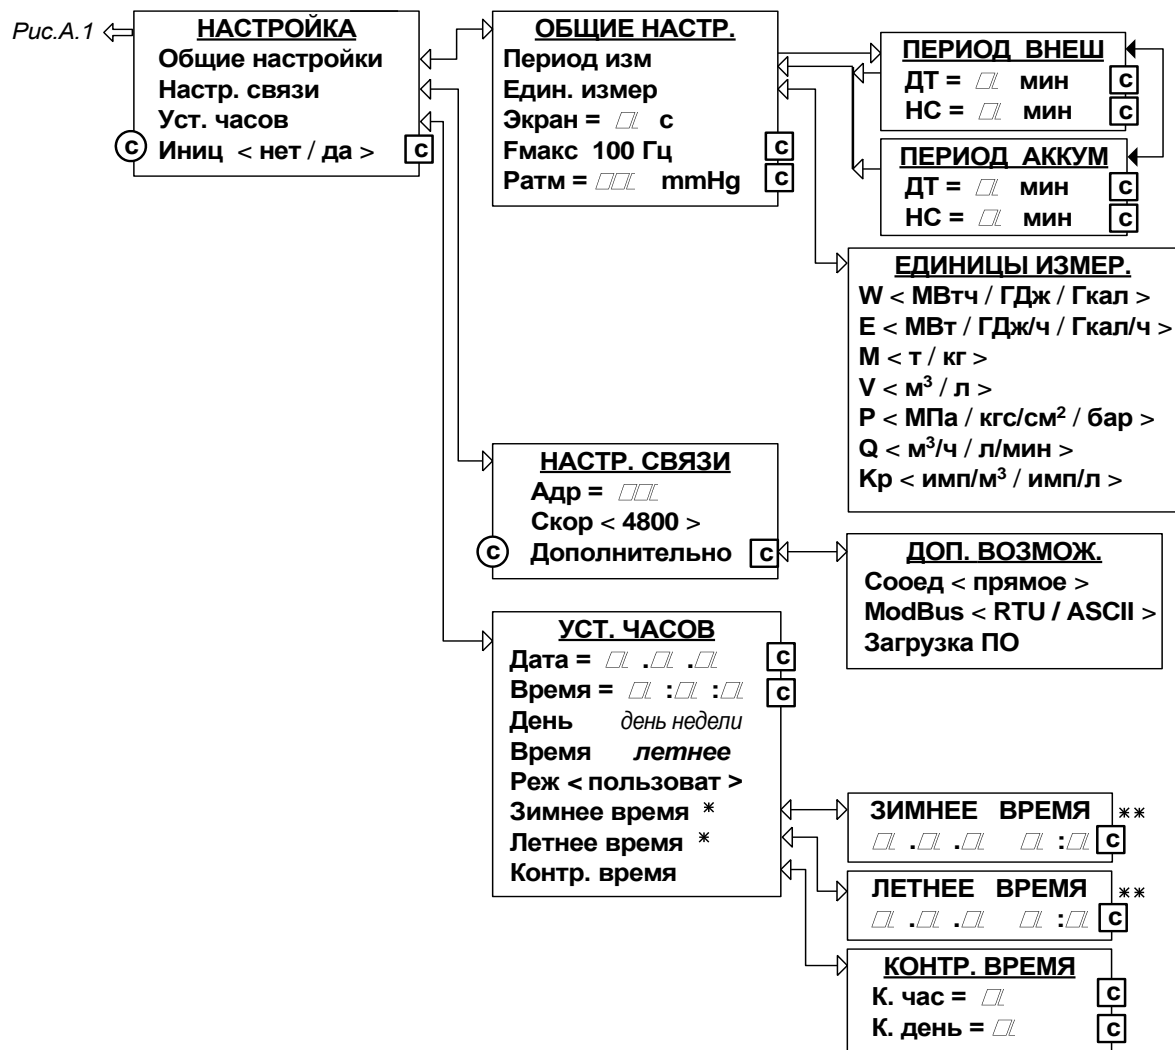 Рис.А.1
НАСТРОЙКА
Общие настройки
Настр. связи
Уст. часов
с Иниц < нет / да > с
ОБЩИЕ НАСТР.
Период изм
Един. измер
Экран = с
Fмакс 100 Гц с
Pатм = mmHg с
ПЕРИОД ВНЕШ
ДТ = мин с
НС = мин с
ПЕРИОД АККУМ
ДТ = мин с
НС = мин с
ЕДИНИЦЫ ИЗМЕР.
W < МВтч / ГДж / Гкал >
E < МВт / ГДж/ч / Гкал/ч >
M < т / кг >
V < м³ / л >
P < МПа / кгс/см² / бар >
Q < м³/ч / л/мин >
Kp < имп/м³ / имп/л >
НАСТР. СВЯЗИ
Адр =
Скор < 4800 >
с Дополнительно с
ДОП. ВОЗМОЖ.
Сооед < прямое >
ModBus < RTU / ASCII >
Загрузка ПО
УСТ. ЧАСОВ
Дата = . . с
Время = : : с
День день недели
Время летнее
Реж < пользоват >
Зимнее время *
Летнее время *
Контр. время
ЗИМНЕЕ ВРЕМЯ **
. . : с
ЛЕТНЕЕ ВРЕМЯ **
. . : с
КОНТР. ВРЕМЯ
К. час = с
К. день = с